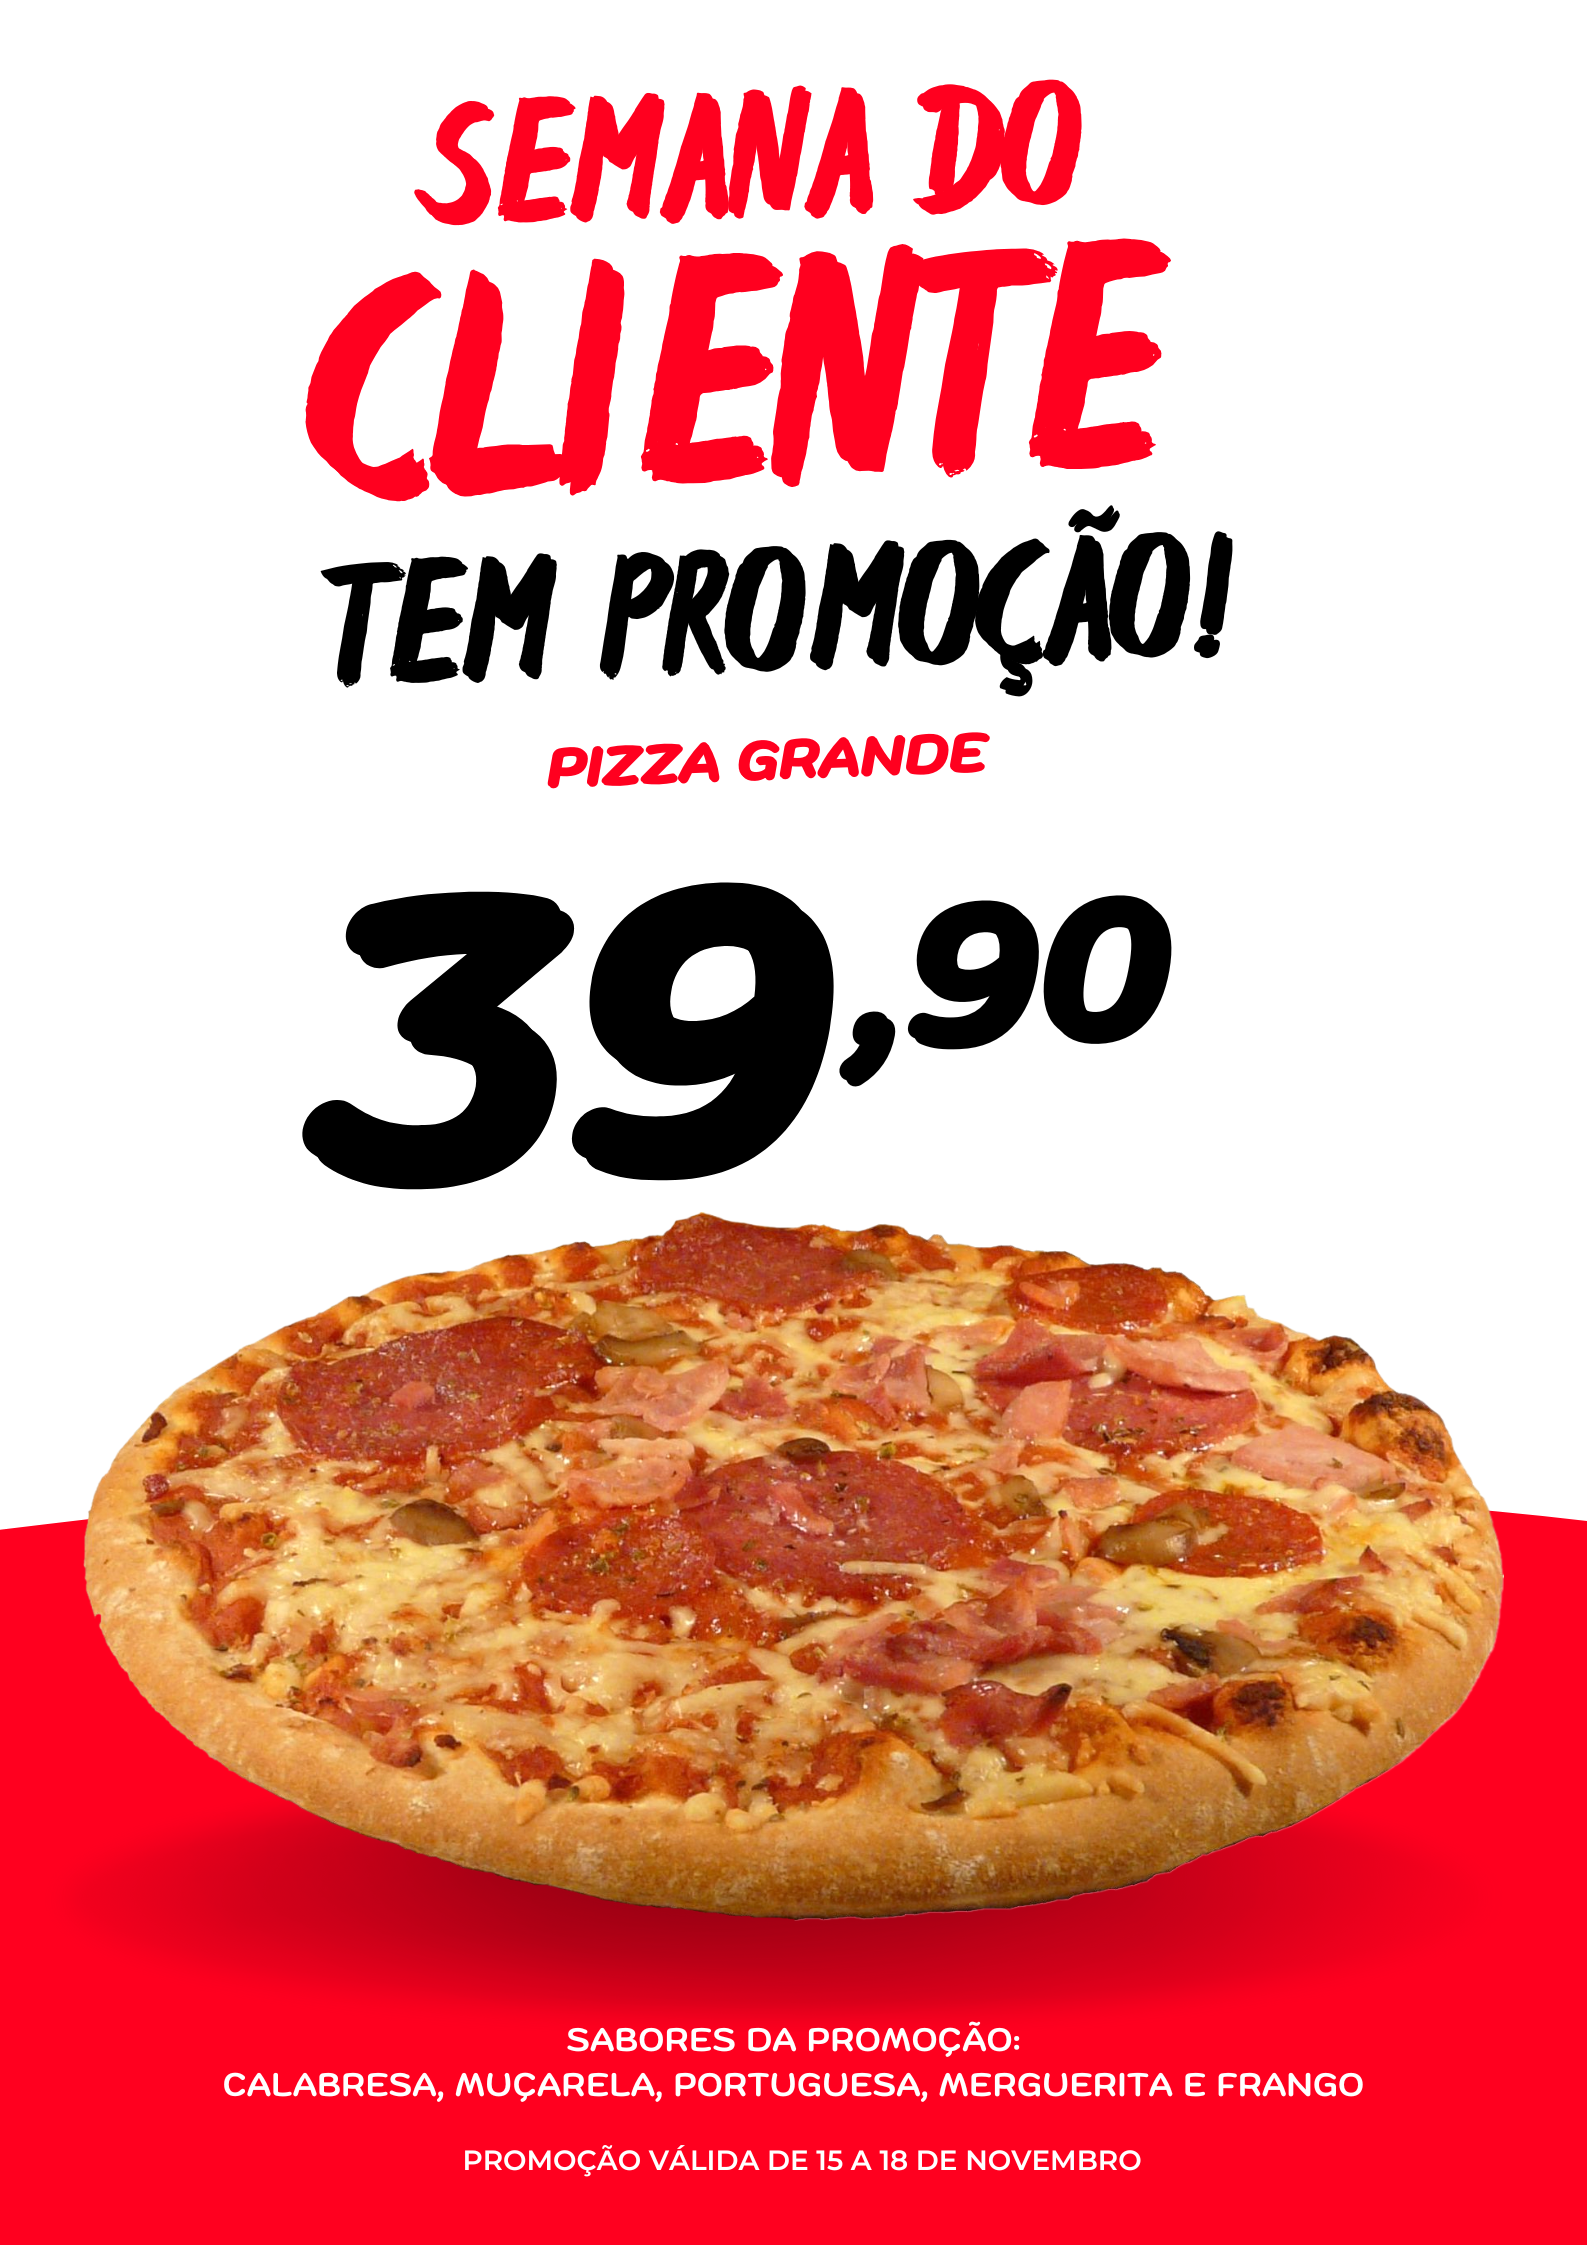 SEMANA DO
CLIENTE
TEM PROMOÇÃO!
PIZZA GRANDE
39,90
SABORES DA PROMOÇÃO:
CALABRESA, MUÇARELA, PORTUGUESA, MERGUERITA E FRANGO
PROMOÇÃO VÁLIDA DE 15 A 18 DE NOVEMBRO